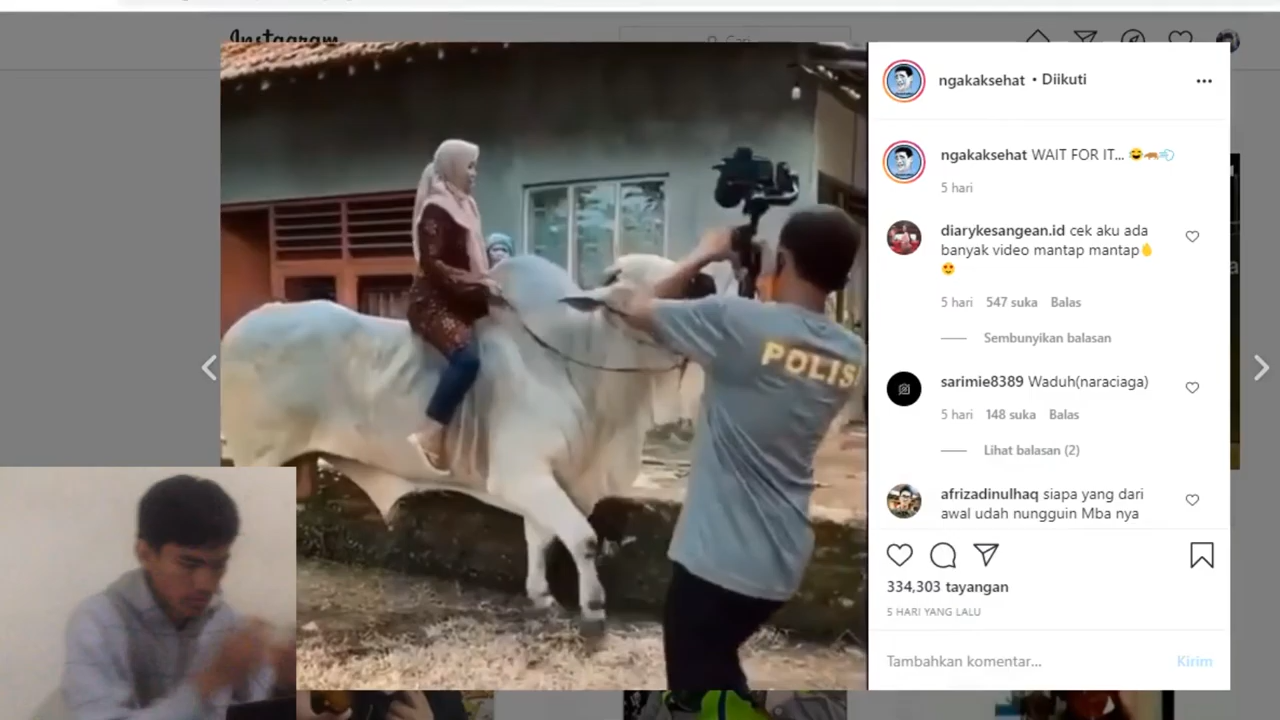 Instagram
Cari
ngakaksehat • Diikuti
ngakaksehat WAIT FOR IT...
5 hari
diarykesangean.id cek aku ada
banyak video mantap mantap
5 hari 547 suka Balas
Sembunyikan balasan
sarimie8389 Waduh(naraciaga)
5 hari 148 suka Balas
Lihat balasan (2)
afrizadinulhaq siapa yang dari
awal udah nungguin Mba nya
334,303 tayangan
5 HARI YANG LALU
Tambahkan komentar...
Kirim
POLIS